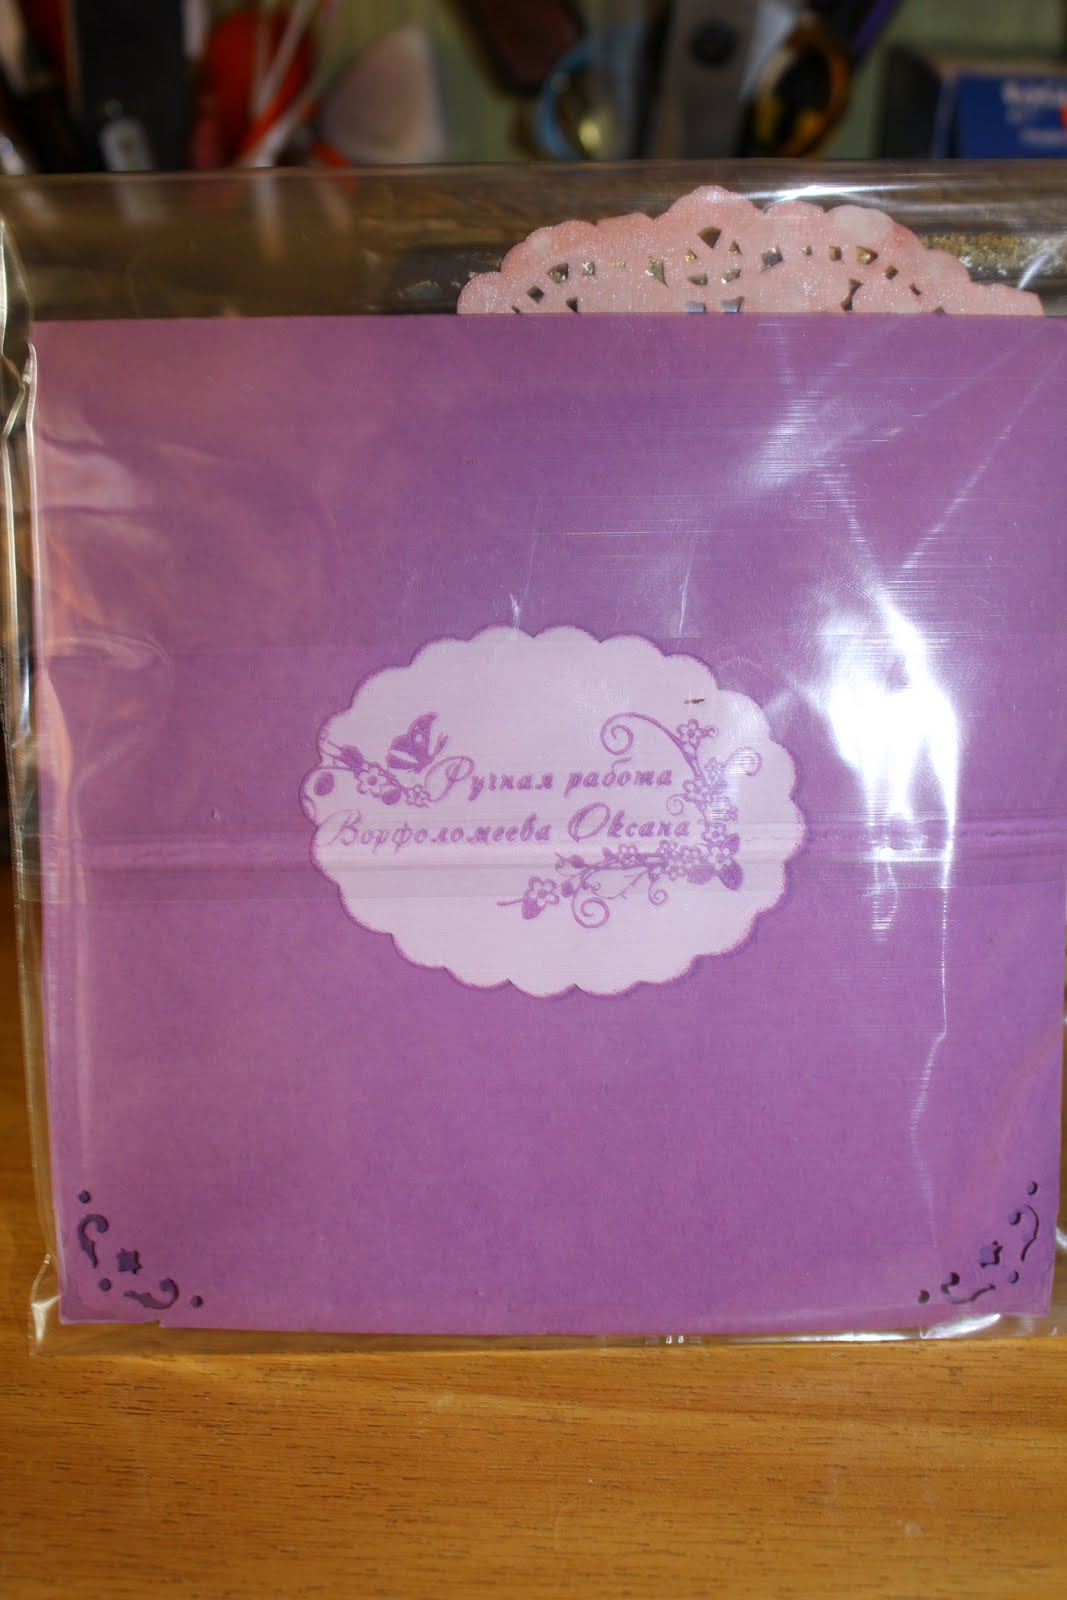 Ручная работа
Ворфоломеева Оксана